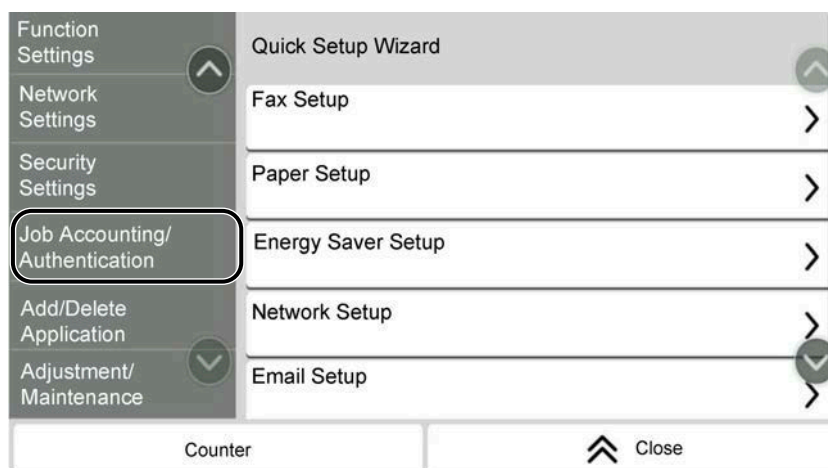 Function
Settings
Network
Settings
Security
Settings
Job Accounting/
Authentication
Add/Delete
Application
Adjustment/
Maintenance
Quick Setup Wizard
Fax Setup
Paper Setup
Energy Saver Setup
Network Setup
Email Setup
Counter
Close